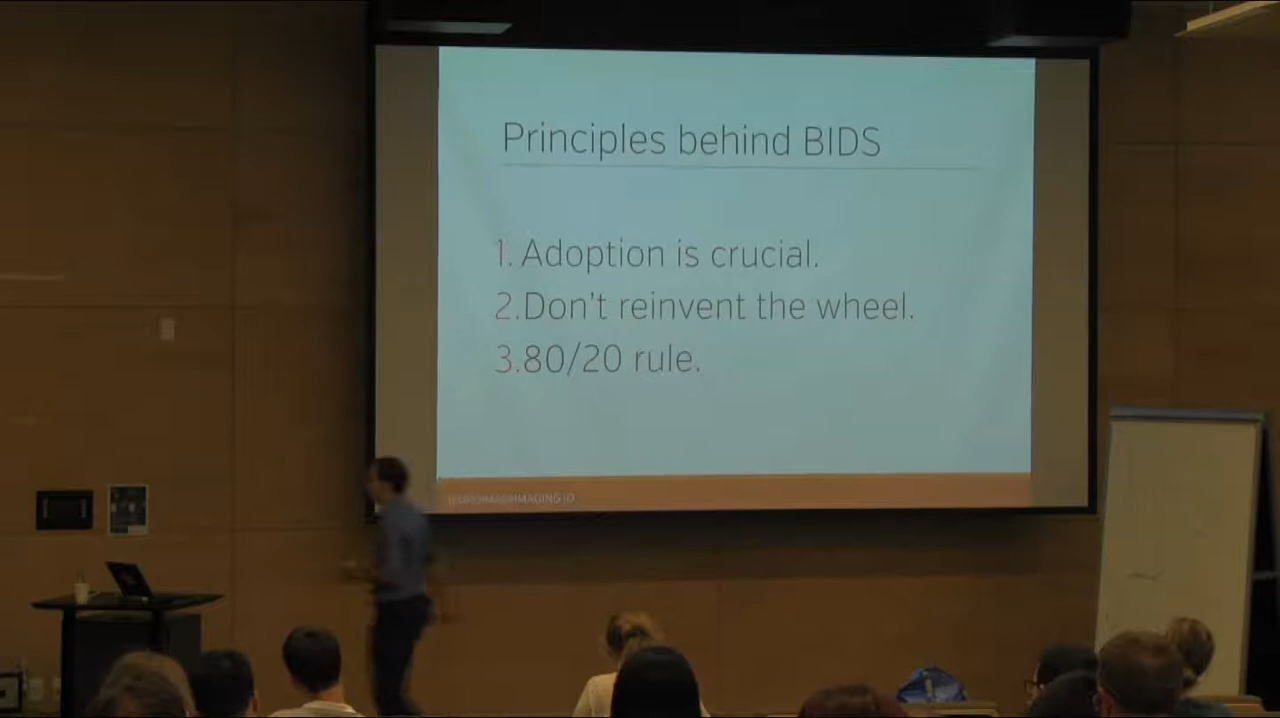 Principles behind BIDS
1. Adoption is crucial.
2.Don't reinvent the wheel.
3.80/20 rule.